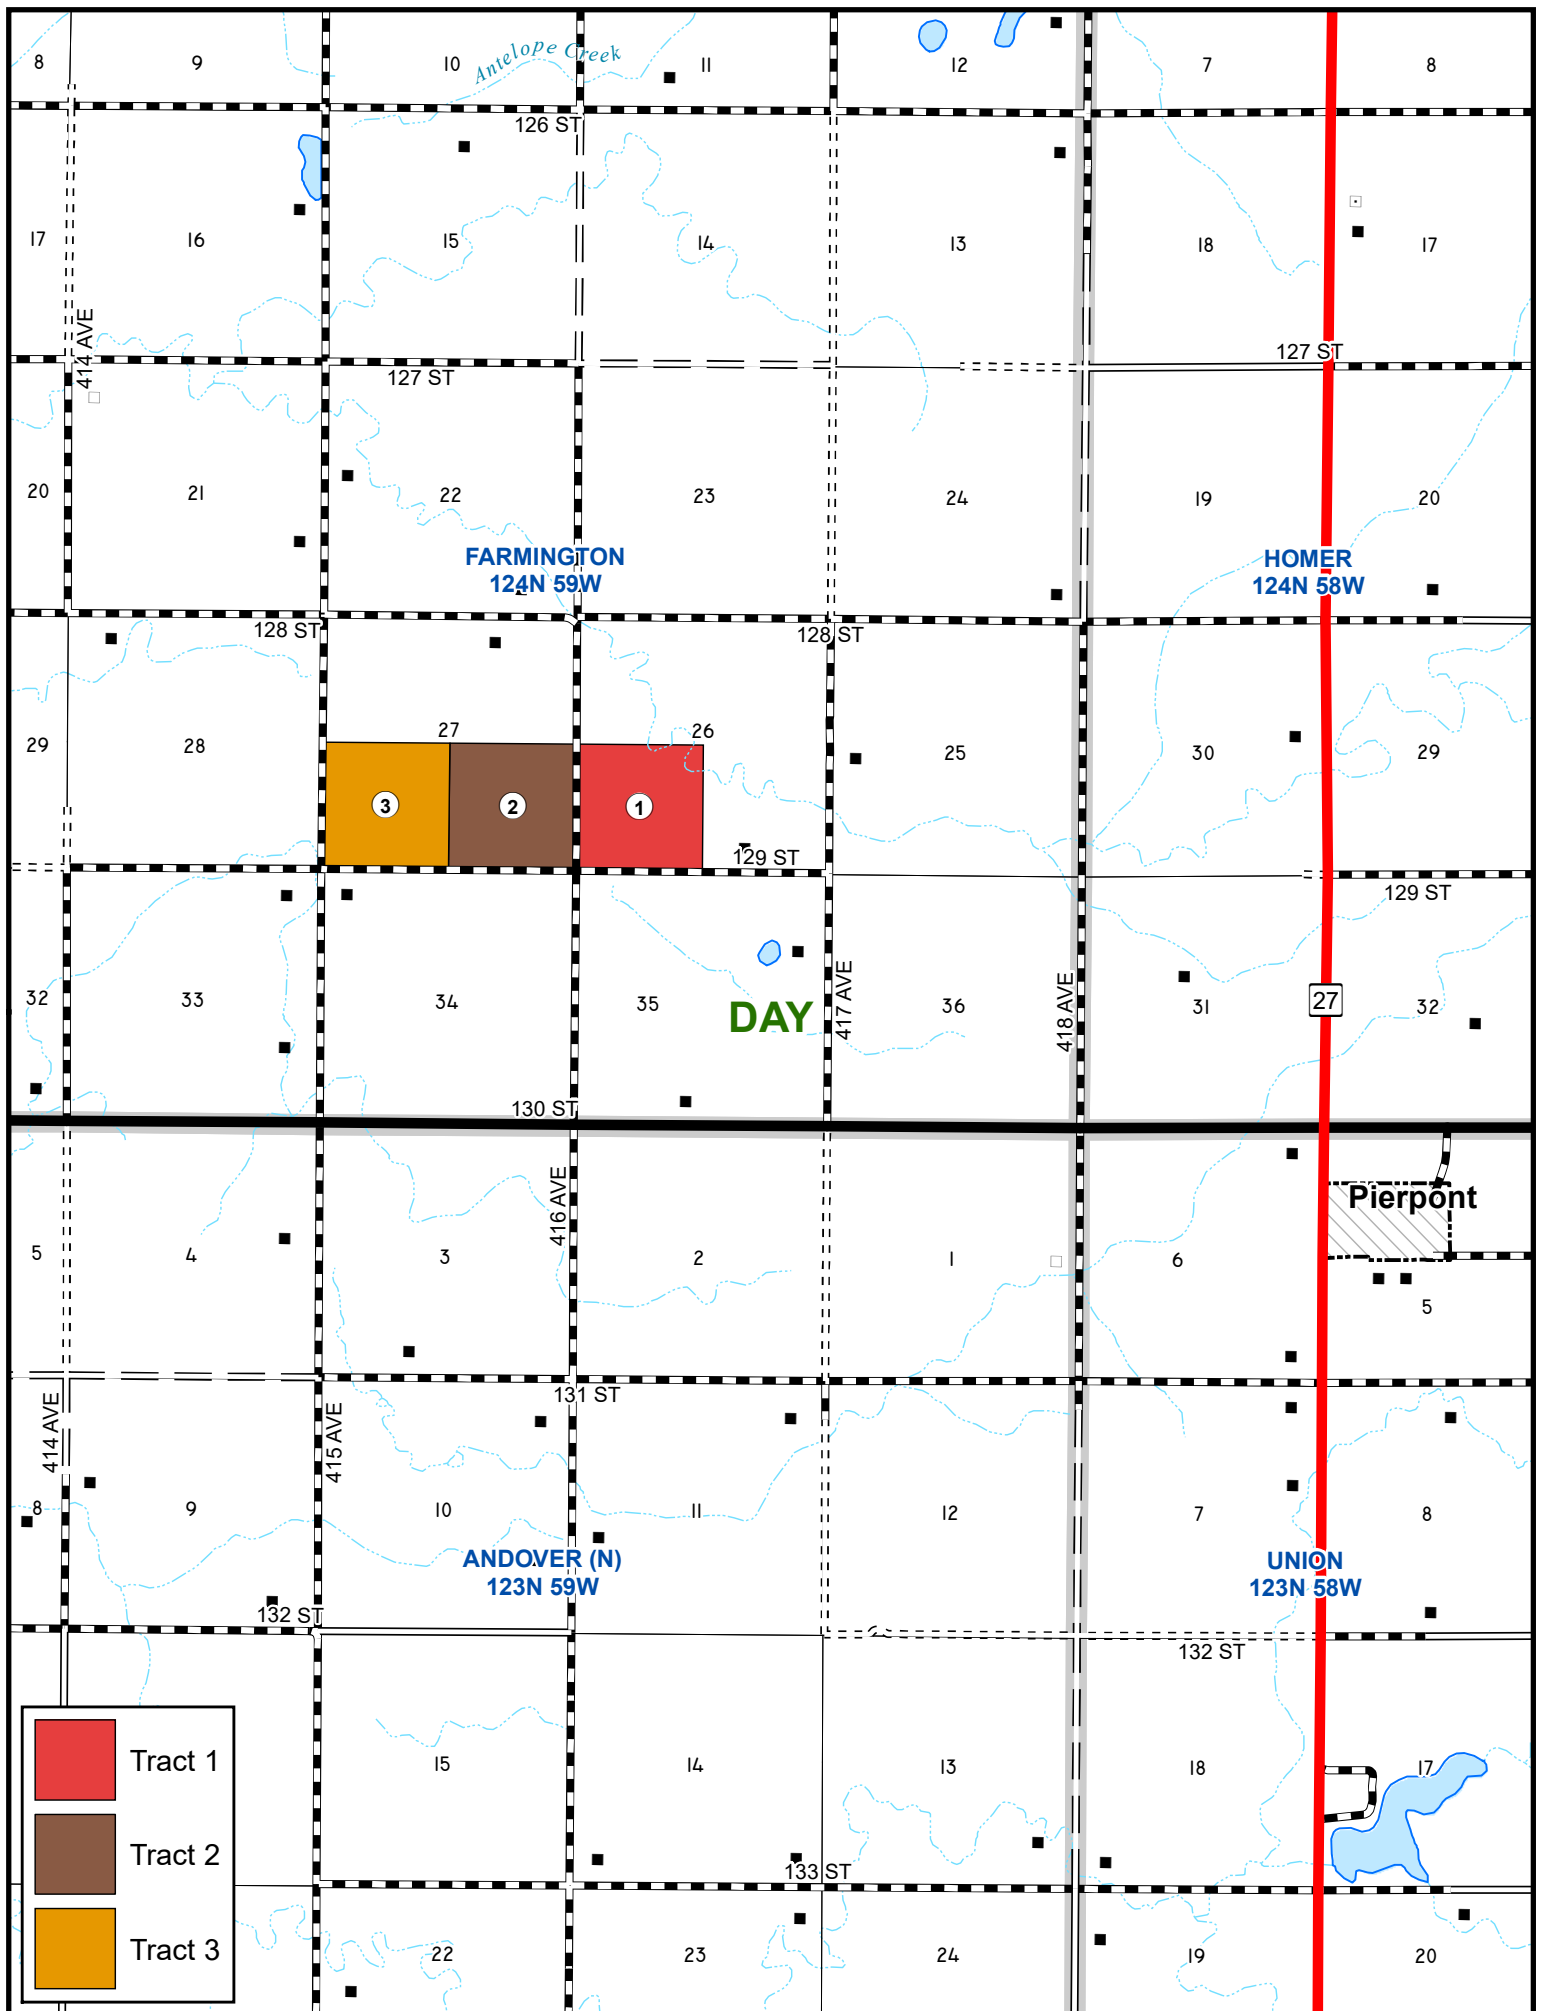 8
9
10
Antelope Creek
11
12
7
8
126 ST
17
16
15
14
13
18
17
414 AVE
127 ST
127 ST
20
21
22
23
24
19
20
FARMINGTON
124N 59W
HOMER
124N 58W
128 ST
128 ST
29
28
27
26
25
30
29
3
2
1
129 ST
129 ST
32
33
34
35
DAY
417 AVE
36
418 AVE
31
27
32
130 ST
416 AVE
Pierpont
5
4
3
2
1
6
5
131 ST
414 AVE
415 AVE
8
9
10
11
12
7
8
ANDOVER (N)
123N 59W
UNION
123N 58W
132 ST
132 ST
15
14
13
18
17
Tract 1
Tract 2
Tract 3
133 ST
22
23
24
19
20